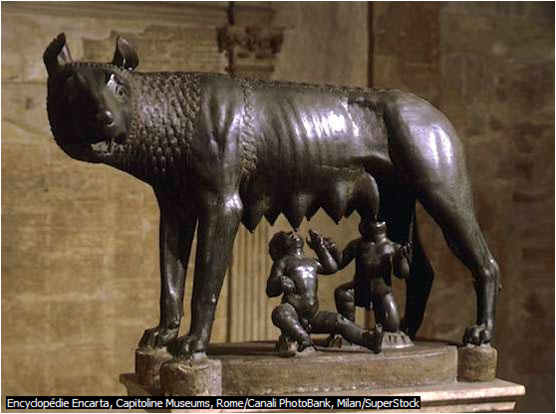 Encyclopédie Encarta, Capitoline Museums, Rome/Canali PhotoBank, Milan/SuperStock